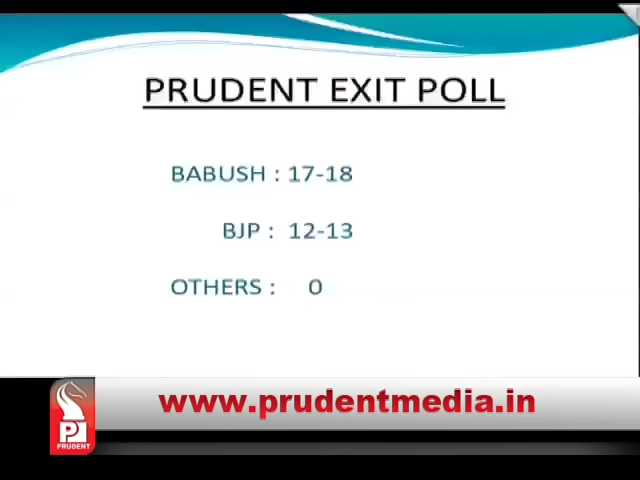 PRUDENT EXIT POLL
BABUSH : 17-18
BJP : 12-13
OTHERS : 0
www.prudentmedia.in
P
PRUDENT